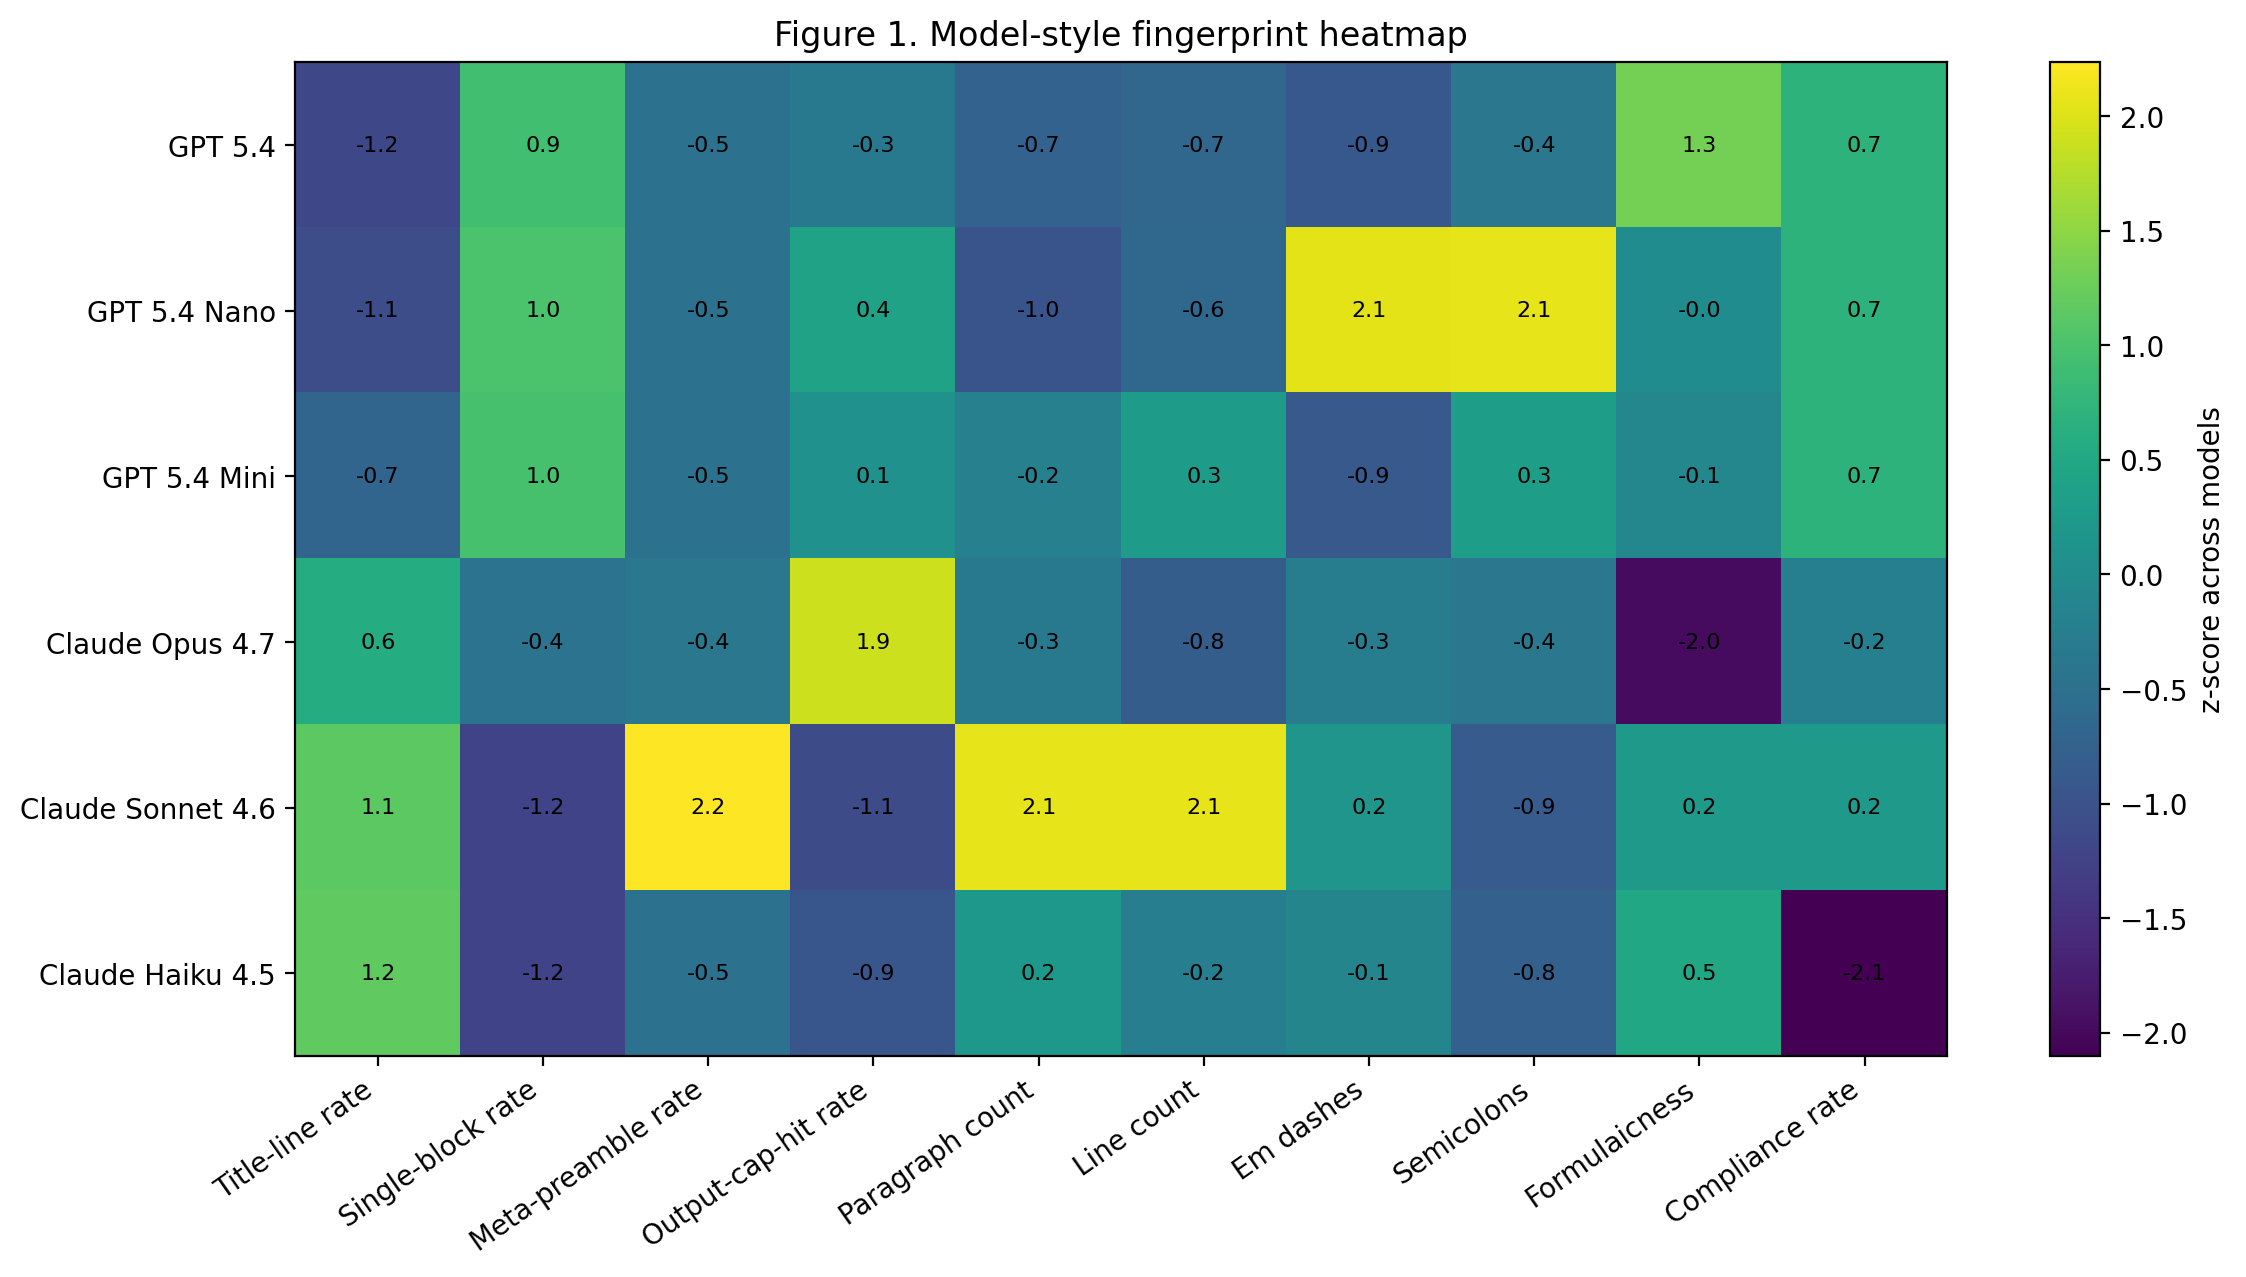 Figure 1. Model-style fingerprint heatmap
GPT 5.4
-1.2 0.9 -0.5 -0.3 -0.7 -0.7 -0.9 -0.4 1.3 0.7
GPT 5.4 Nano
-1.1 1.0 -0.5 0.4 -1.0 -0.6 2.1 2.1 -0.0 0.7
GPT 5.4 Mini
-0.7 1.0 -0.5 0.1 -0.2 0.3 -0.9 0.3 -0.1 0.7
Claude Opus 4.7
0.6 -0.4 -0.4 1.9 -0.3 -0.8 -0.3 -0.4 -2.0 -0.2
Claude Sonnet 4.6
1.1 -1.2 2.2 -1.1 2.1 2.1 0.2 -0.9 0.2 0.2
Claude Haiku 4.5
1.2 -1.2 -0.5 -0.9 0.2 -0.2 -0.1 -0.8 0.5 -2.1
Title-line rate
Single-block rate
Meta-preamble rate
Output-cap-hit rate
Paragraph count
Line count
Em dashes
Semicolons
Formulaicness
Compliance rate
2.0
1.5
1.0
0.5
0.0
−0.5
−1.0
−1.5
−2.0
z-score across models